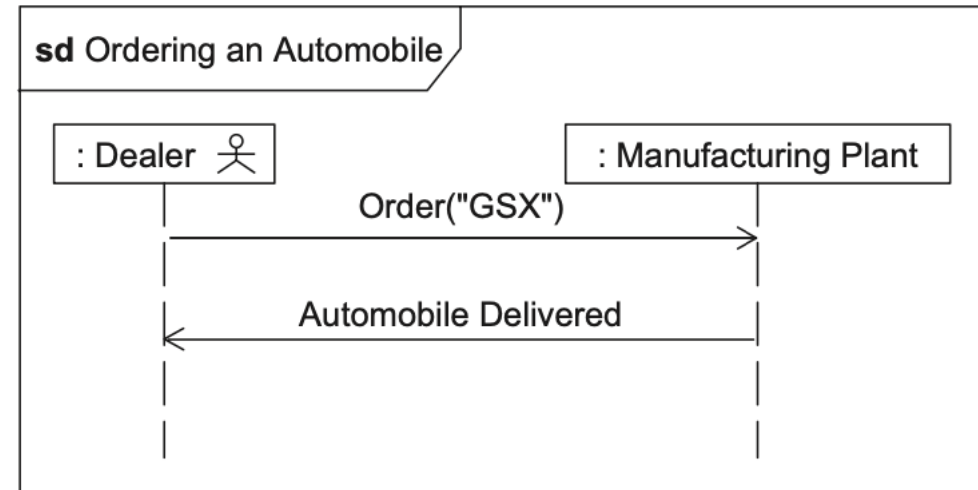 sd Ordering an Automobile
: Dealer
: Manufacturing Plant
Order("GSX")
Automobile Delivered